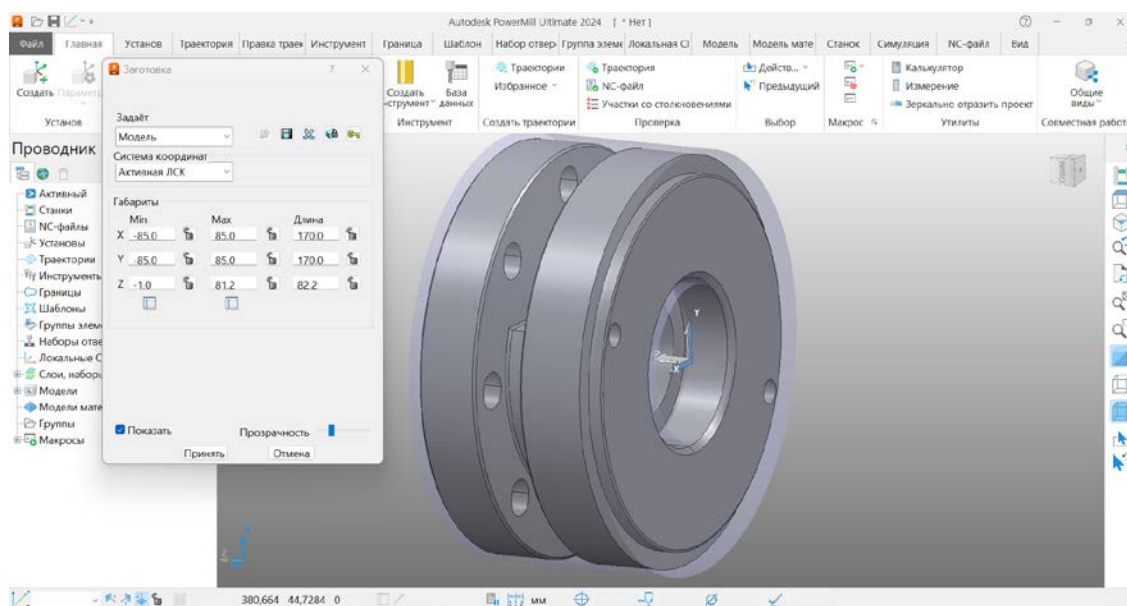 Autodesk PowerMill Ultimate 2024 [ * Нет ]
Файл Главная Установ Траектория Правка траек Инструмент Граница Шаблон Набор отвер Группа элеме Локальная СІ Модель Модель мате Станок Симуляция NC-файл Вид
Создать Параметр
Установ
Создать инструмент База данных
Инструмент
Траектории
Избранное
Создать траектории
Траектория
NC-файл
Участки со столкновениями
Проверка
Действ...
Предыдущий
Выбор
Макрос
Калькулятор
Измерение
Зеркально отразить проект
Утилиты
Общие виды
Совместная работ
Проводник
Активный
Станки
NC-файлы
Установы
Траектории
Инструменты
Границы
Шаблоны
Группы элем
Наборы отве
Локальные С
Слои, наборы
Модели
Модели мате
Группы
Макросы
Заготовка ? ×
Задаёт
Модель
Система координат
Активная ЛСК
Габариты
Min Max Длина
X -85.0 85.0 170.0
Y -85.0 85.0 170.0
Z -1.0 81.2 82.2
Показать Прозрачность
Принять Отмена
Y
Z
X
380,664 44,7284 0 мм